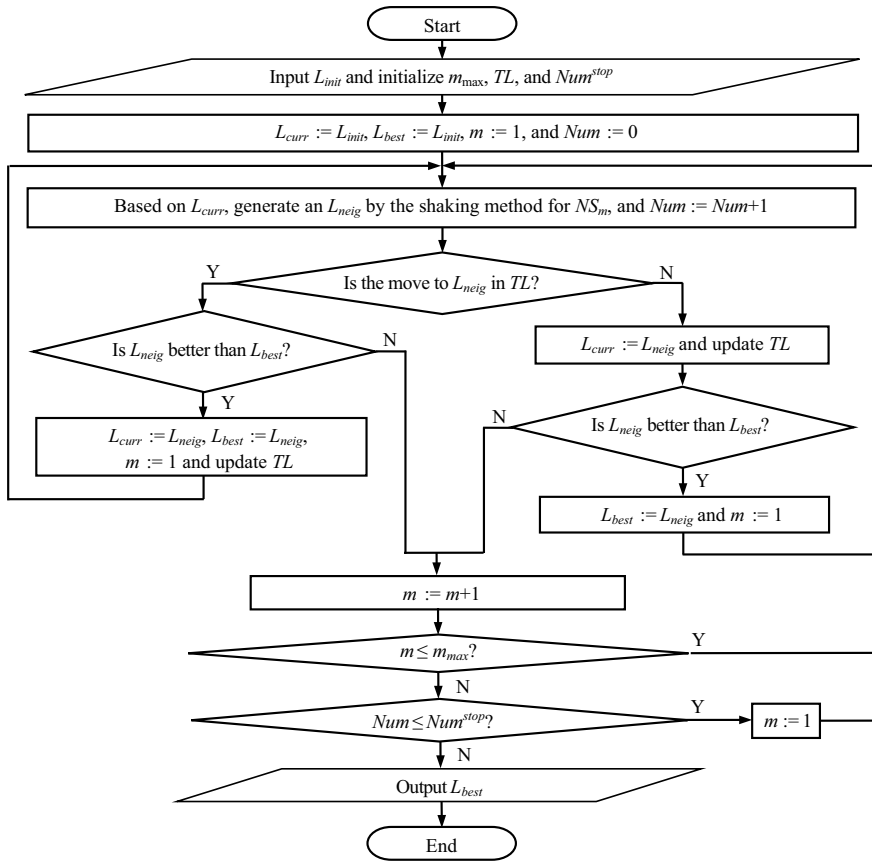 Start
Input L_init and initialize m_max, TL, and Num^stop
L_curr := L_init, L_best := L_init, m := 1, and Num := 0
Based on L_curr, generate an L_neig by the shaking method for NS_m, and Num := Num+1
Y
Is the move to L_neig in TL?
N
Is L_neig better than L_best?
N
L_curr := L_neig and update TL
Y
L_curr := L_neig, L_best := L_neig,
m := 1 and update TL
N
Is L_neig better than L_best?
Y
L_best := L_neig and m := 1
m := m+1
m ≤ m_max?
Y
N
Num ≤ Num^stop?
Y
m := 1
N
Output L_best
End